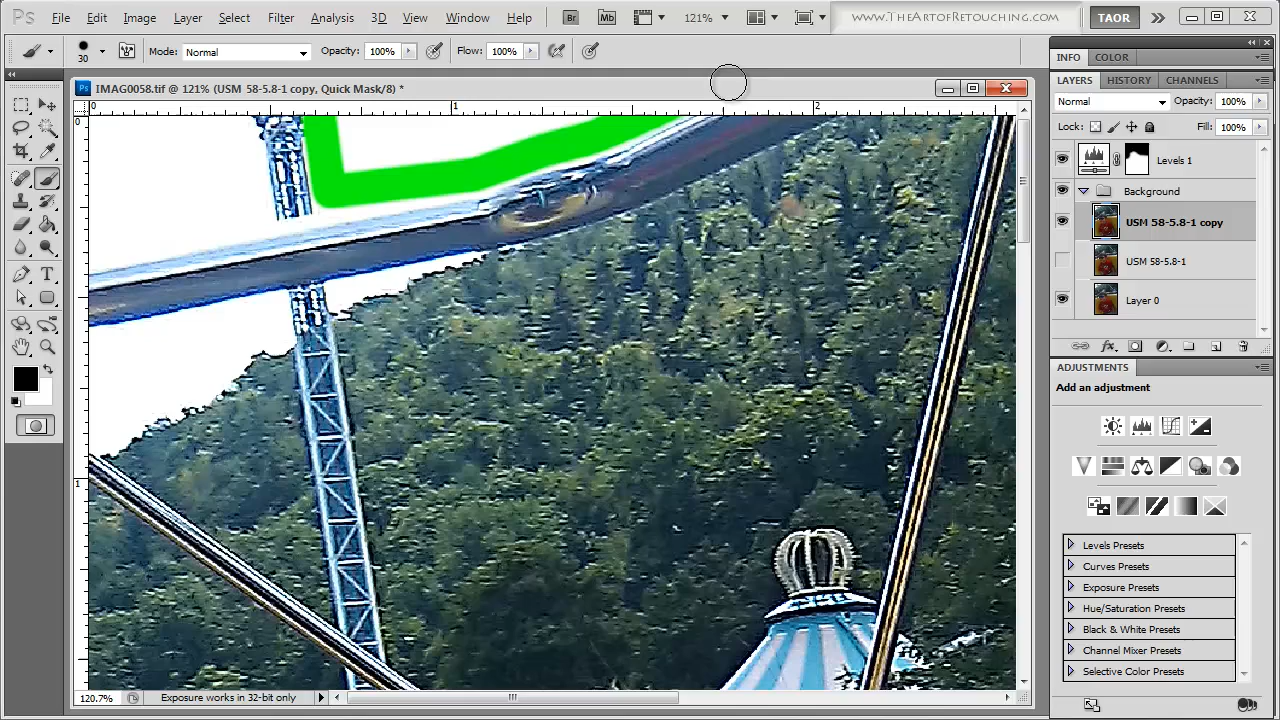 Ps File Edit Image Layer Select Filter Analysis 3D View Window Help Br Mb 121% www.TheArtofRetouching.com TAOR
30 Mode: Normal Opacity: 100% Flow: 100%
INFO COLOR
LAYERS HISTORY CHANNELS
Ps IMAG0058.tif @ 121% (USM 58-5.8-1 copy, Quick Mask/8) *
Normal Opacity: 100%
0 1 2
Lock: Fill: 100%
0
Levels 1
Background
USM 58-5.8-1 copy
USM 58-5.8-1
Layer 0
T
ADJUSTMENTS
Add an adjustment
1
Levels Presets
Curves Presets
Exposure Presets
Hue/Saturation Presets
Black & White Presets
Channel Mixer Presets
Selective Color Presets
120.7% Exposure works in 32-bit only